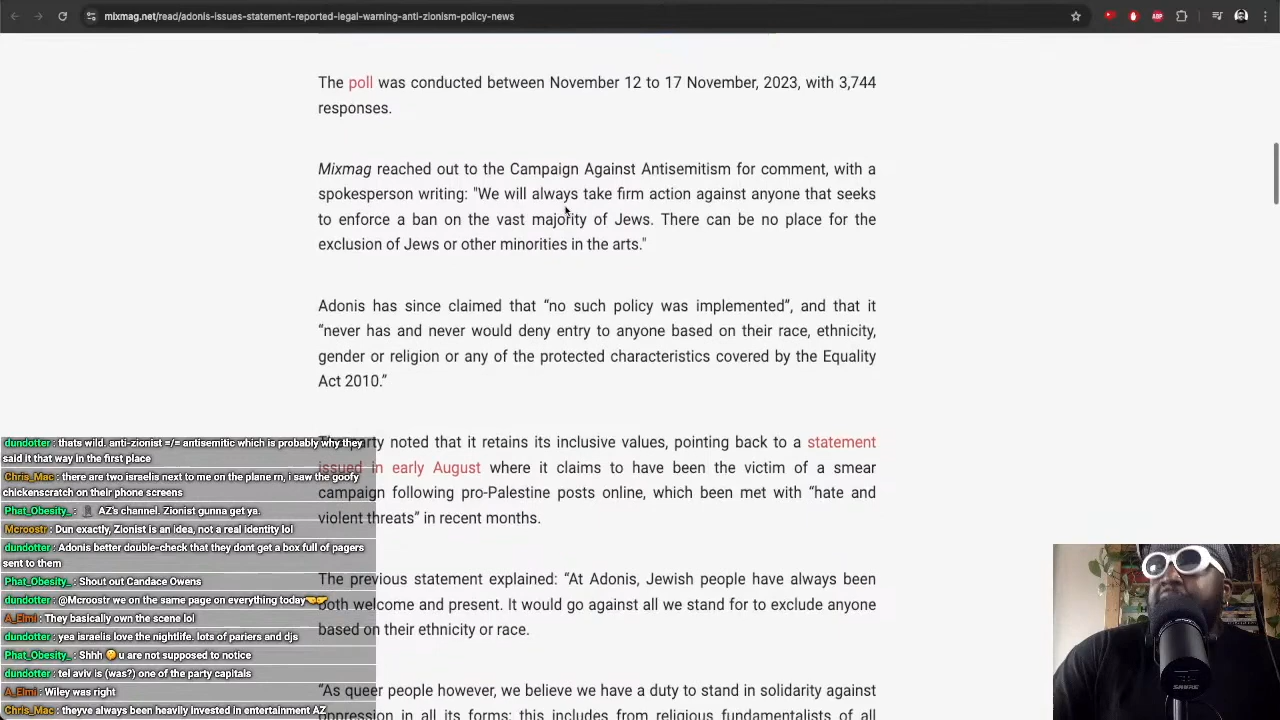 mixmag.net/read/adonis-issues-statement-reported-legal-warning-anti-zionism-policy-news
The poll was conducted between November 12 to 17 November, 2023, with 3,744
responses.
Mixmag reached out to the Campaign Against Antisemitism for comment, with a
spokesperson writing: "We will always take firm action against anyone that seeks
to enforce a ban on the vast majority of Jews. There can be no place for the
exclusion of Jews or other minorities in the arts."
Adonis has since claimed that “no such policy was implemented”, and that it
“never has and never would deny entry to anyone based on their race, ethnicity,
gender or religion or any of the protected characteristics covered by the Equality
Act 2010.”
party noted that it retains its inclusive values, pointing back to a statement
issued in early August where it claims to have been the victim of a smear
campaign following pro-Palestine posts online, which been met with “hate and
violent threats” in recent months.
The previous statement explained: “At Adonis, Jewish people have always been
both welcome and present. It would go against all we stand for to exclude anyone
based on their ethnicity or race.
“As queer people however, we believe we have a duty to stand in solidarity against
oppression in all its forms: this includes from religious fundamentalists of all
dundotter: thats wild. anti-zionist =/= antisemitic which is probably why they
said it that way in the first place
Chris_Mac: there are two israelis next to me on the plane rn, i saw the goofy
chickenscratch on their phone screens
Phat_Obesity_: AZ's channel. Zionist gunna get ya.
Mcroostr: Dun exactly, Zionist is an idea, not a real identity lol
dundotter: Adonis better double-check that they dont get a box full of pagers
sent to them
Phat_Obesity_: Shout out Candace Owens
dundotter: @Mcroostr we on the same page on everything today
A_Elmi: They basically own the scene lol
dundotter: yea israelis love the nightlife. lots of pariers and djs
Phat_Obesity_: Shhh 🤫 u are not supposed to notice
dundotter: tel aviv is (was?) one of the party capitals
A_Elmi: Wiley was right
Chris_Mac: theyve always been heavily invested in entertainment AZ
ABP
SHURE